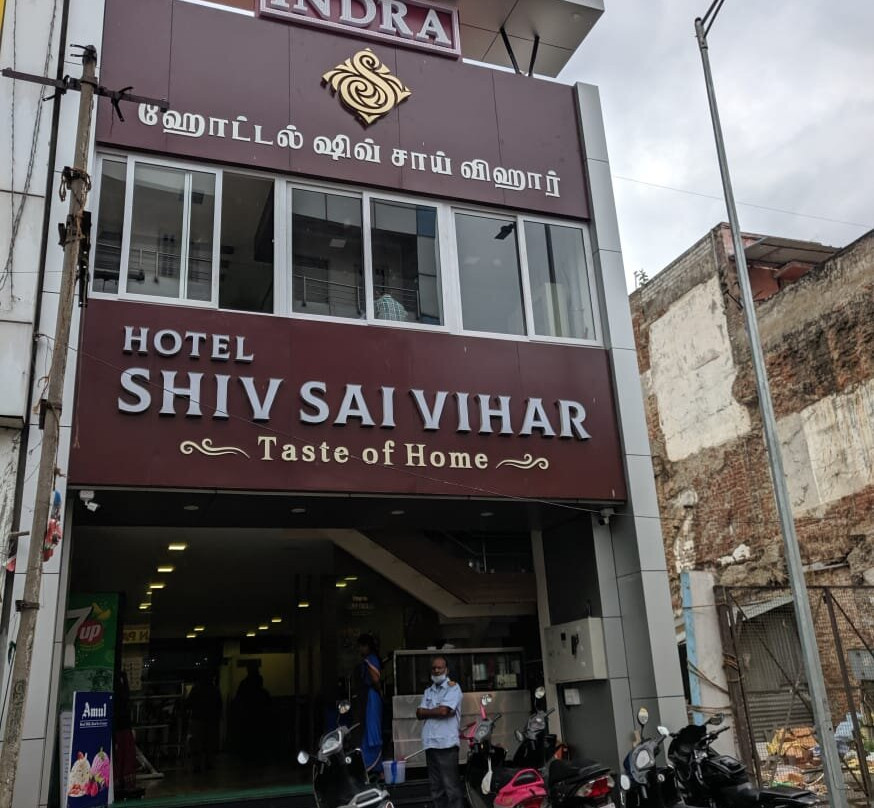 INDRA
ஹோட்டல் ஷிவ் சாய் விஹார்
HOTEL
SHIV SAI VIHAR
Taste of Home
7up
Amul